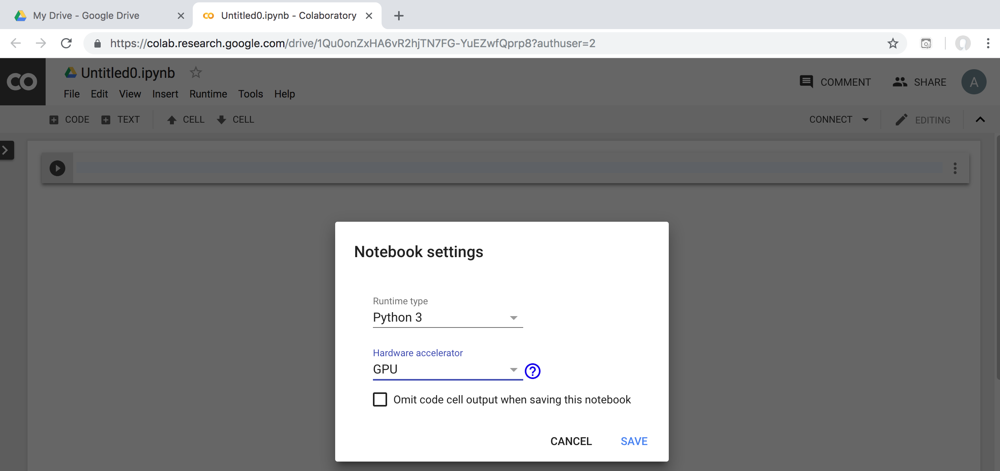 My Drive - Google Drive
Untitled0.ipynb - Colaboratory
https://colab.research.google.com/drive/1Qu0onZxHA6vR2hjTN7FG-YuEZwfQprp8?authuser=2
CO Untitled0.ipynb
COMMENT SHARE A
File Edit View Insert Runtime Tools Help
CODE TEXT CELL CELL CONNECT EDITING
Notebook settings
Runtime type
Python 3
Hardware accelerator
GPU ?
Omit code cell output when saving this notebook
CANCEL SAVE